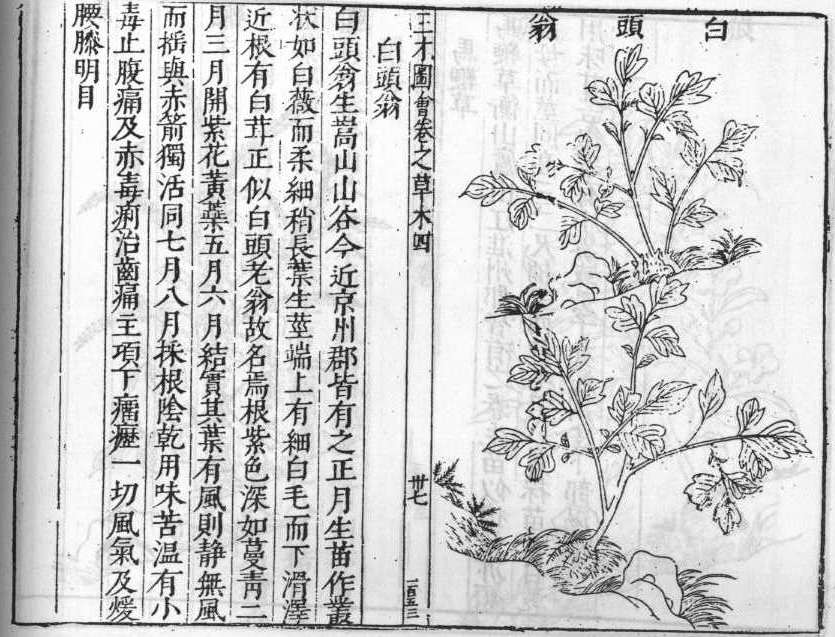 白頭翁
三才圖會卷之草木四
卅七
一百五三
白頭翁
白頭翁生嵩山山谷今近京州郡皆有之正月生苗作叢
狀如白薇而柔細稍長葉生莖端上有細白毛而下滑澤
近根有白茸正似白頭老翁故名焉根紫色深如蔓菁二
月三月開紫花黃蘂五月六月結實其葉有風則静無風
而揺與赤箭獨活同七月八月採根陰乾用味苦温有小
毒止腹痛及赤毒痢治齒痛主項下瘤癧一切風氣及煖
腰膝明目